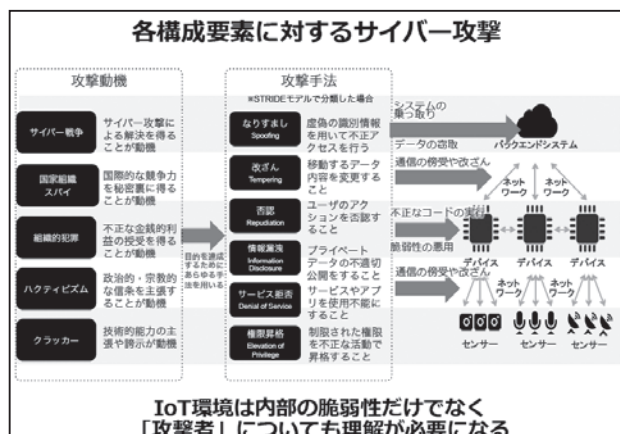 各構成要素に対するサイバー攻撃
攻撃動機
サイバー戦争
サイバー攻撃
による解決を得る
ことが動機
国家組織
スパイ
国際的な競争力
を秘密裏に得る
ことが動機
組織的犯罪
不正な金銭的利
益の授受を得る
ことが動機
ハクティビズム
政治的・宗教的
な信条を主張す
ることが動機
クラッカー
技術的能力の主
張や誇示が動機
目的を達成
するために
あらゆる手
法を用いる
攻撃手法
※STRIDEモデルで分類した場合
なりすまし
Spoofing
虚偽の識別情報
を用いて不正ア
クセスを行う
改ざん
Tempering
移動するデータ
内容を変更する
こと
否認
Repudiation
ユーザのアク
ションを否認す
ること
情報漏洩
Information
Disclosure
プライベート
データの不適切
公開をすること
サービス拒否
Denial of Service
サービスやアプ
リを使用不能に
すること
権限昇格
Elevation of
Privilege
制限された権限
を不正な活動で
昇格すること
システムの
乗っ取り
データの窃取
バックエンドシステム
通信の傍受や改ざん
ネット
ワーク
ネット
ワーク
不正なコードの実行
脆弱性の悪用
デバイス
デバイス
デバイス
通信の傍受や改ざん
ネット
ワーク
ネット
ワーク
センサー
センサー
センサー
IoT環境は内部の脆弱性だけでなく
「攻撃者」についても理解が必要になる